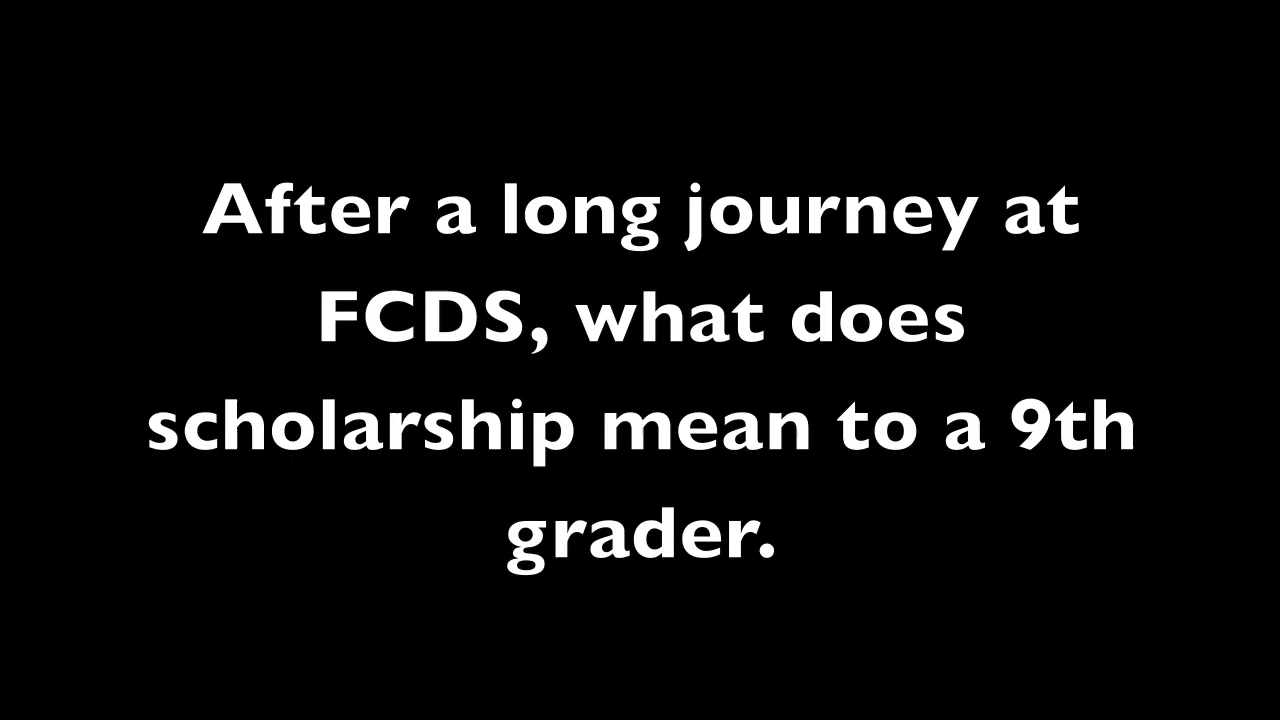 After a long journey at
FCDS, what does
scholarship mean to a 9th
grader.